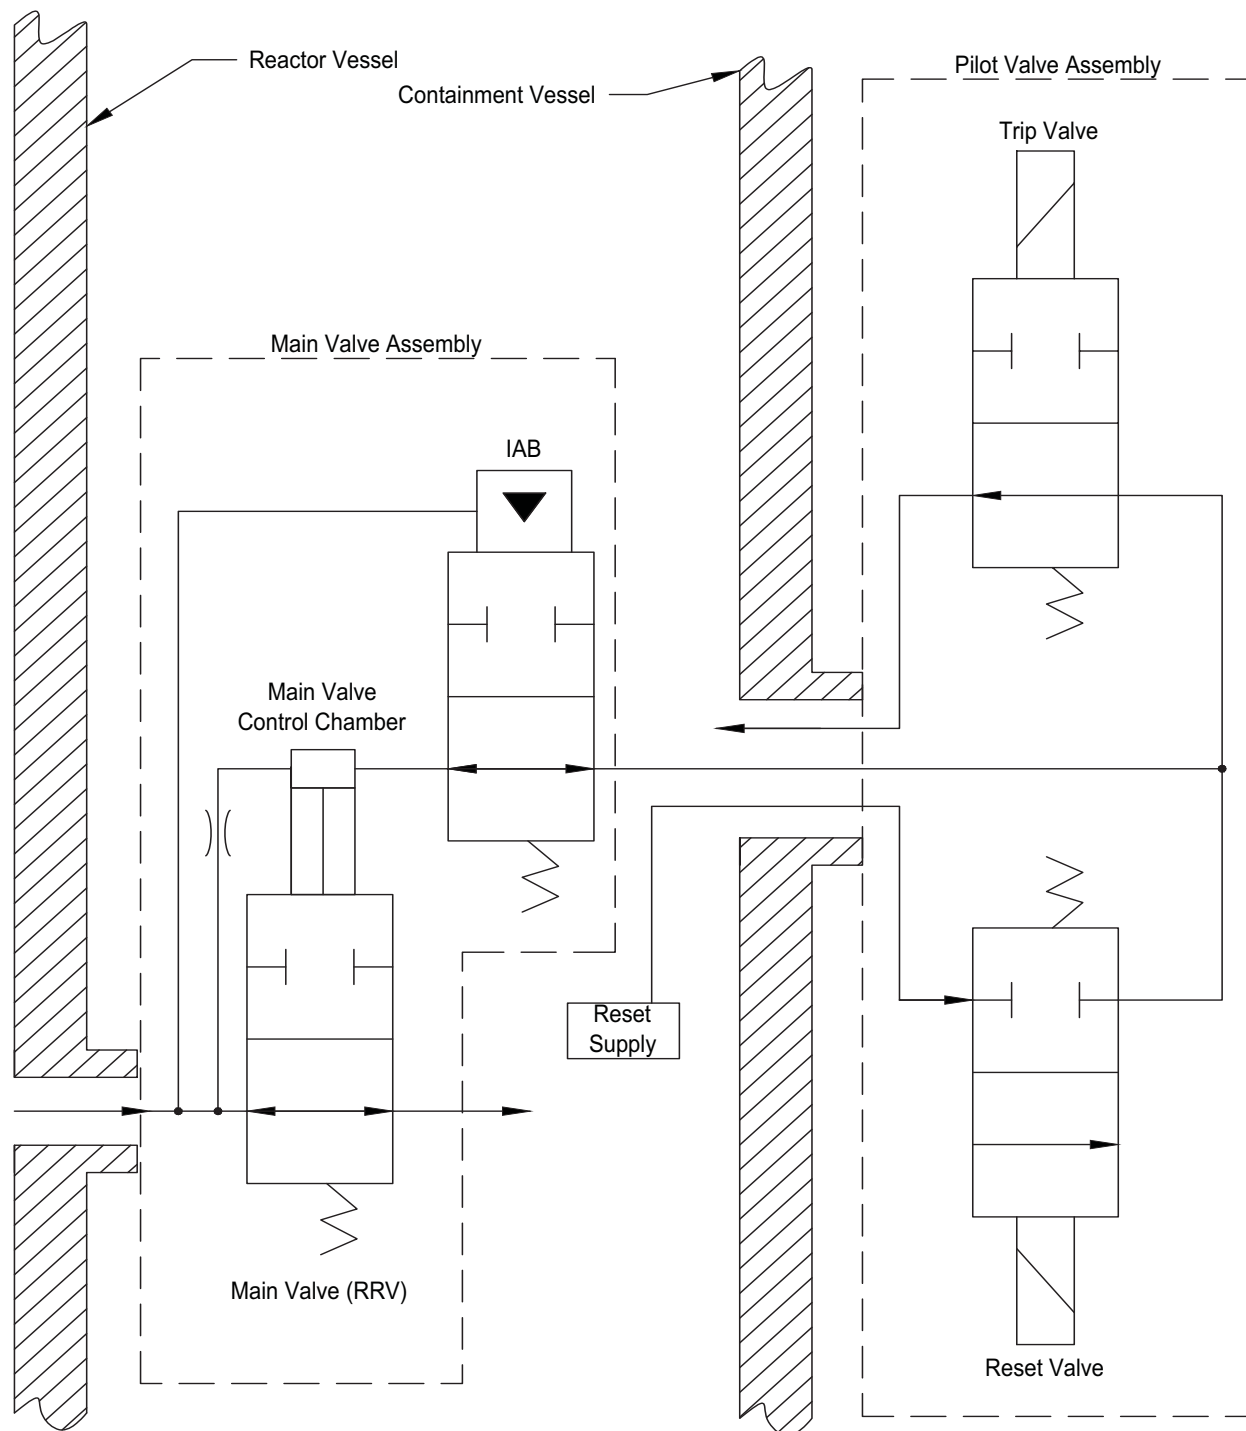 Reactor Vessel
Containment Vessel
Pilot Valve Assembly
Trip Valve
Main Valve Assembly
IAB
Main Valve
Control Chamber
Reset
Supply
Main Valve (RRV)
Reset Valve